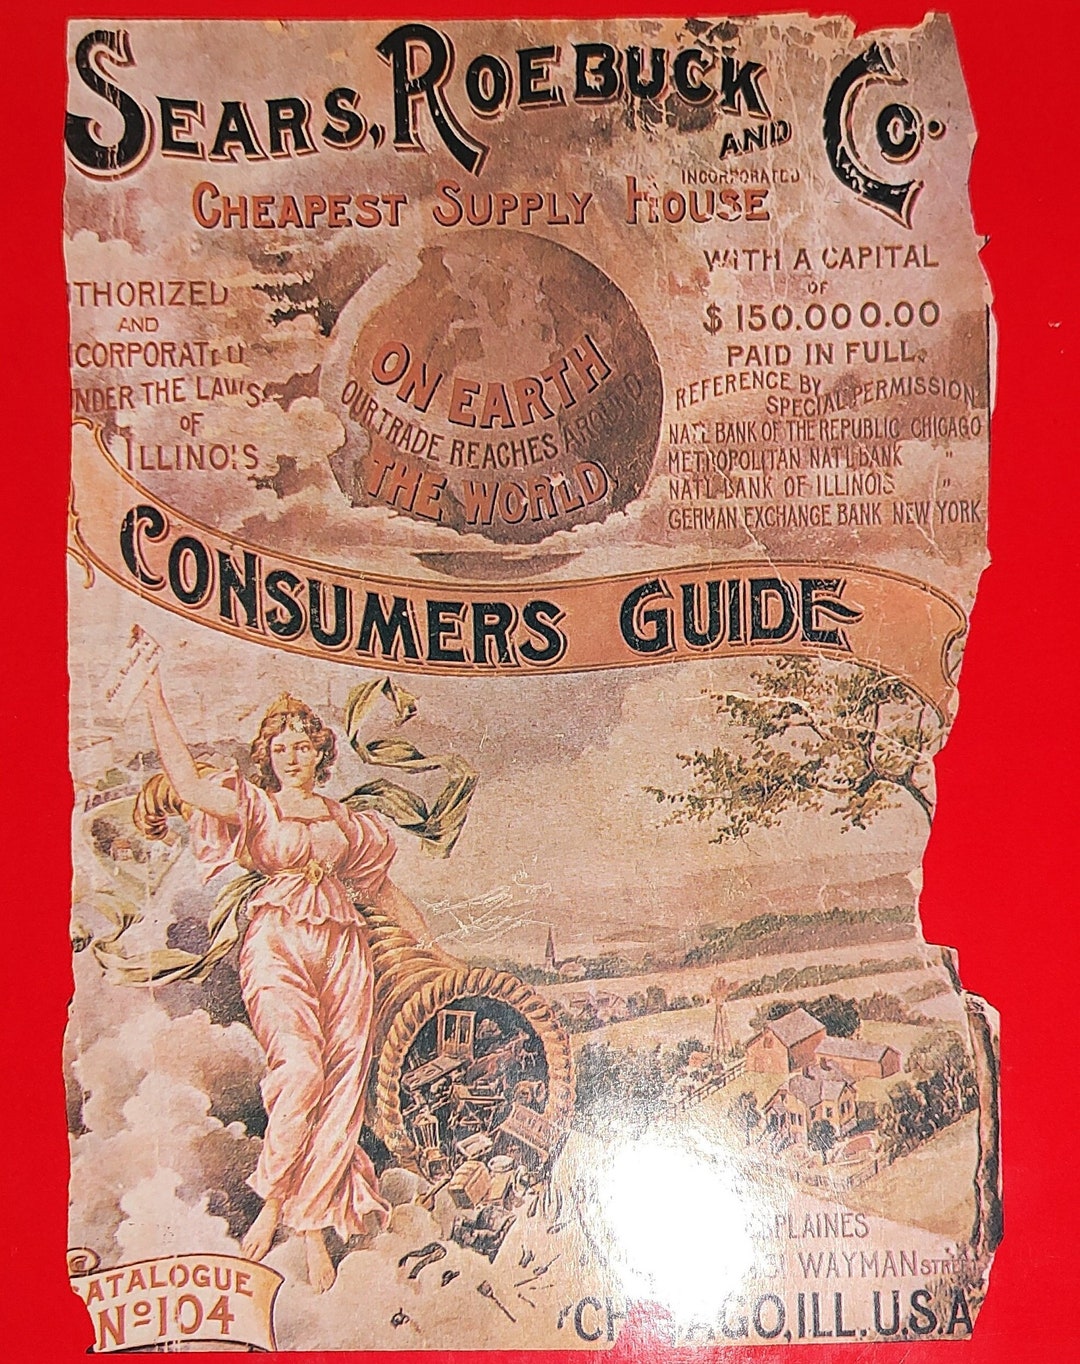 SEARS, ROEBUCK AND Co.
INCORPORATED
CHEAPEST SUPPLY HOUSE
THORIZED
AND
CORPORATED
NDER THE LAWS
OF
ILLINOIS
ON EARTH
OUR TRADE REACHES AROUND
THE WORLD
WITH A CAPITAL
OF
$150.000.00
PAID IN FULL.
REFERENCE BY SPECIAL PERMISSION
NAT'L BANK OF THE REPUBLIC CHICAGO
METROPOLITAN NAT'L BANK "
NAT'L BANK OF ILLINOIS "
GERMAN EXCHANGE BANK NEW YORK
CONSUMERS GUIDE
ATALOGUE
No 104
PLAINES
WAYMAN STREET
CHICAGO, ILL. U.S.A